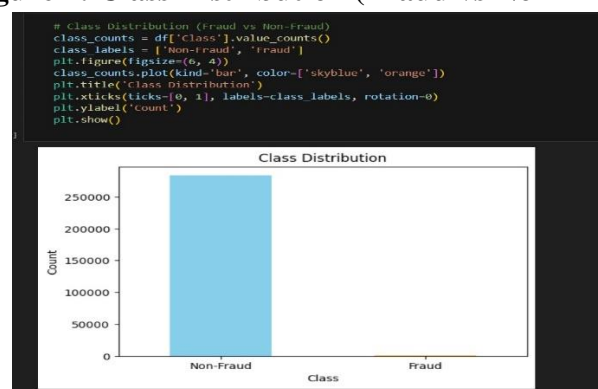 # Class Distribution (Fraud vs Non-Fraud)
class_counts = df['Class'].value_counts()
class_labels = ['Non-Fraud', 'Fraud']
plt.figure(figsize=(6, 4))
class_counts.plot(kind='bar', color=['skyblue', 'orange'])
plt.title('Class Distribution')
plt.xticks(ticks=[0, 1], labels=class_labels, rotation=0)
plt.ylabel('Count')
plt.show()
Class Distribution
250000
200000
150000
100000
50000
0
Count
Non-Fraud Fraud
Class